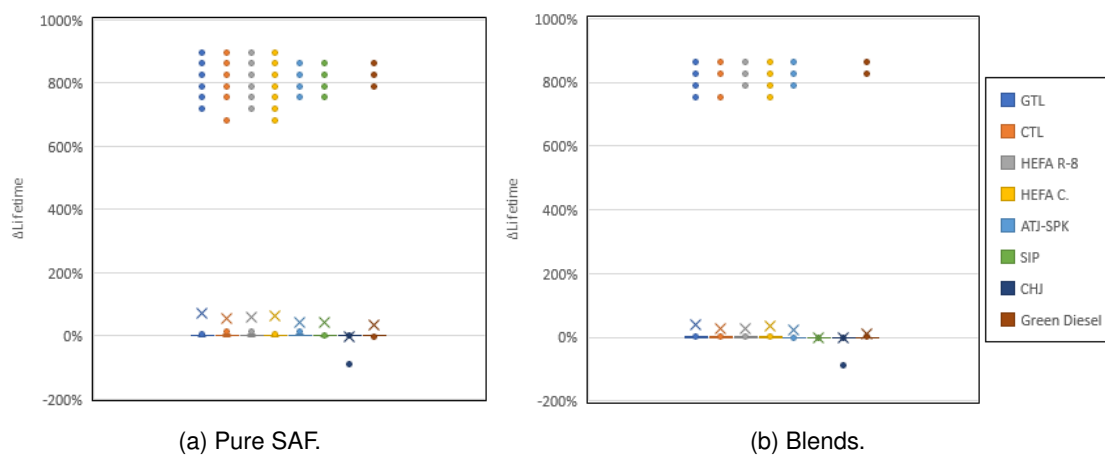 1000%
800%
600%
400%
200%
0%
-200%
ΔLifetime
(a) Pure SAF.
1000%
800%
600%
400%
200%
0%
-200%
ΔLifetime
(b) Blends.
GTL
CTL
HEFA R-8
HEFA C.
ATJ-SPK
SIP
CHJ
Green Diesel